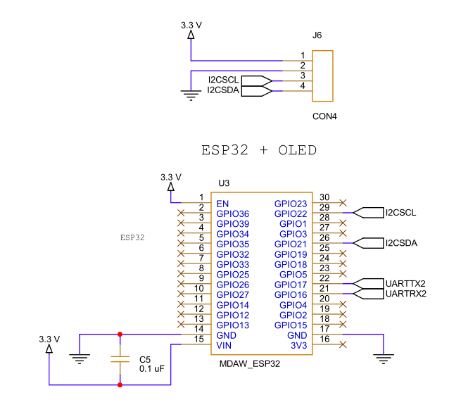 3.3 V
J6
1
2
I2CSCL 3
I2CSDA 4
CON4
ESP32 + OLED
3.3 V
U3
1 EN GPIO23 30
2 GPIO36 GPIO22 29 I2CSCL
3 GPIO39 GPIO1 28
4 GPIO34 GPIO3 27
ESP32 5 GPIO35 GPIO21 26 I2CSDA
6 GPIO32 GPIO19 25
7 GPIO33 GPIO18 24
8 GPIO25 GPIO5 23
9 GPIO26 GPIO17 22 UARTTX2
10 GPIO27 GPIO16 21 UARTRX2
11 GPIO14 GPIO4 20
12 GPIO12 GPIO2 19
13 GPIO13 GPIO15 18
14 GND GND 17
3.3 V 15 VIN 3V3 16
C5 MDAW_ESP32
0.1 uF